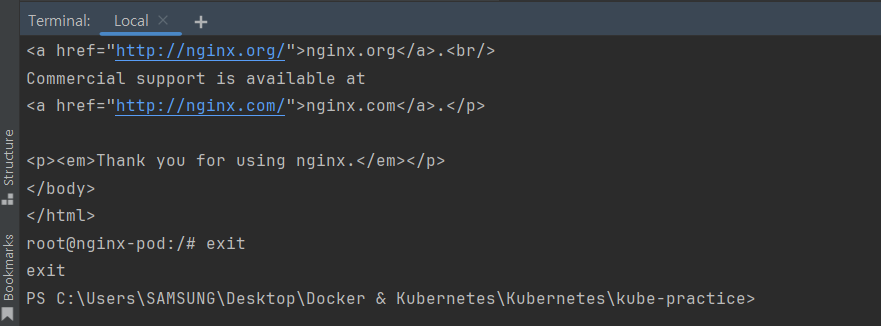 Terminal: Local × +
<a href="http://nginx.org/">nginx.org</a>.<br/>
Commercial support is available at
<a href="http://nginx.com/">nginx.com</a>.</p>
<p><em>Thank you for using nginx.</em></p>
</body>
</html>
root@nginx-pod:/# exit
exit
PS C:\Users\SAMSUNG\Desktop\Docker & Kubernetes\Kubernetes\kube-practice>
Structure
Bookmarks